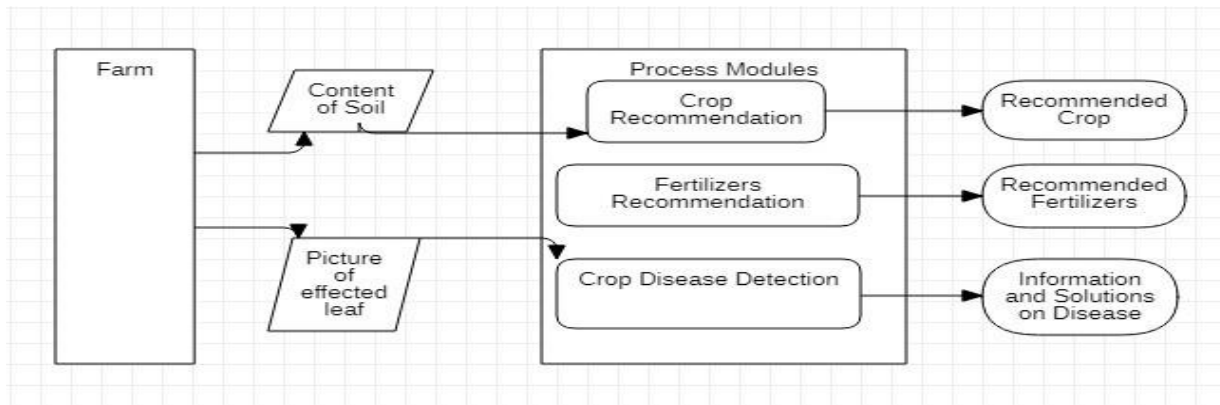 Farm
Content
of Soil
Picture
of
effected
leaf
Process Modules
Crop
Recommendation
Fertilizers
Recommendation
Crop Disease Detection
Recommended
Crop
Recommended
Fertilizers
Information
and Solutions
on Disease